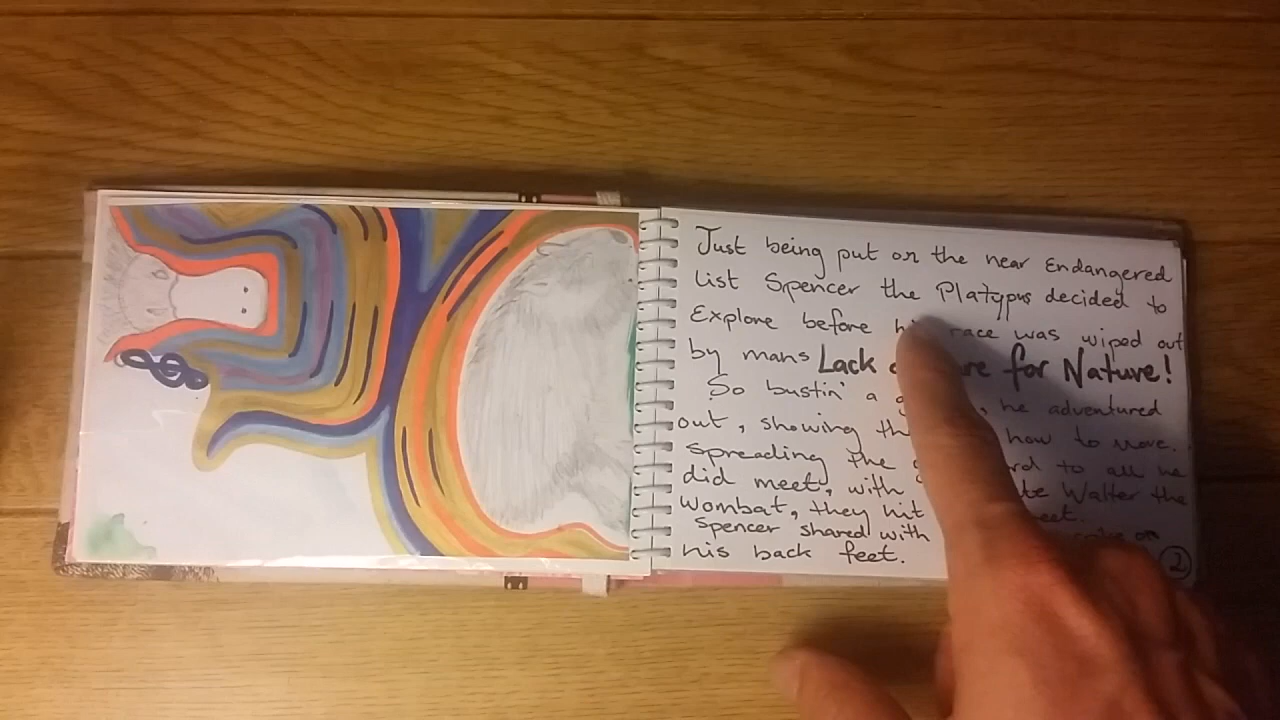 Just being put on the near Endangered
list Spencer the Platypus decided to
Explore before race was wiped out
by mans Lack for Nature!
So bustin' a he adventured
out, showing how to move.
Spreading the to all he
did meet, with Walter the
Wombat, they hit
Spencer shared with
his back feet.
2